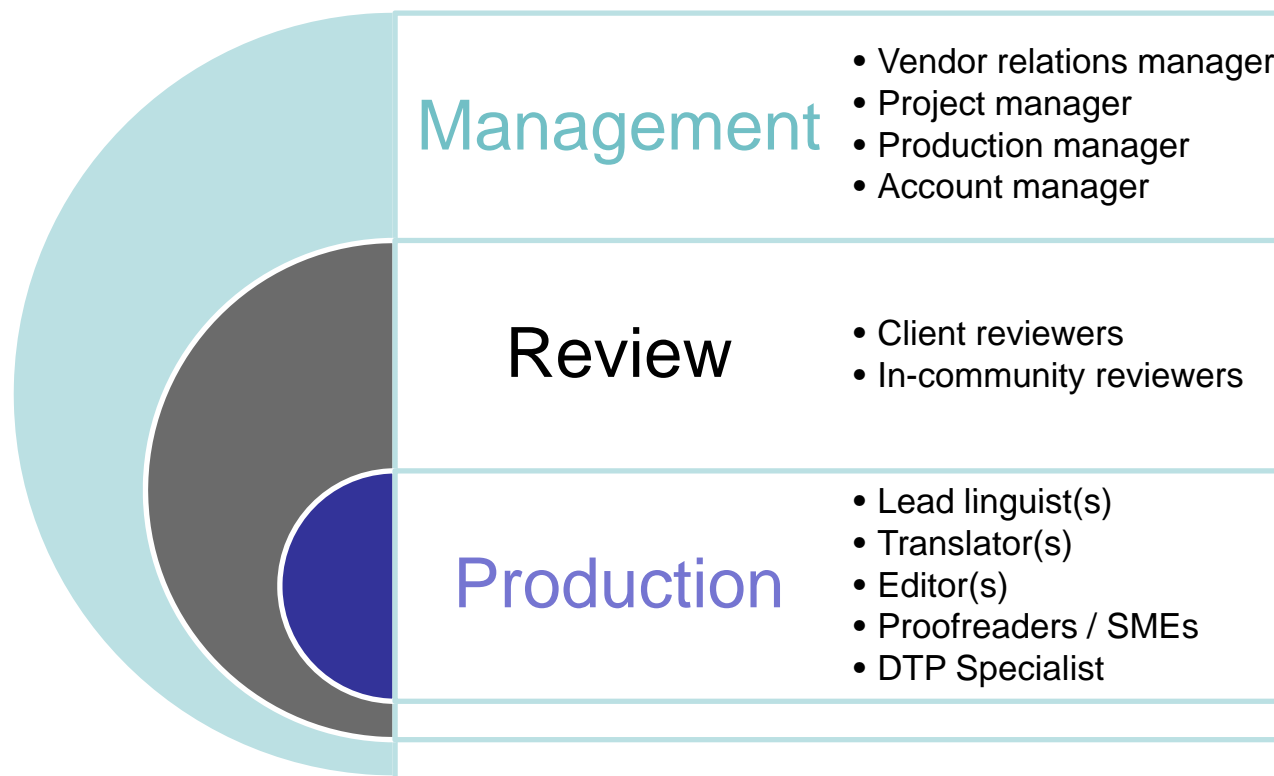 Management
• Vendor relations manager
• Project manager
• Production manager
• Account manager
Review
• Client reviewers
• In-community reviewers
Production
• Lead linguist(s)
• Translator(s)
• Editor(s)
• Proofreaders / SMEs
• DTP Specialist